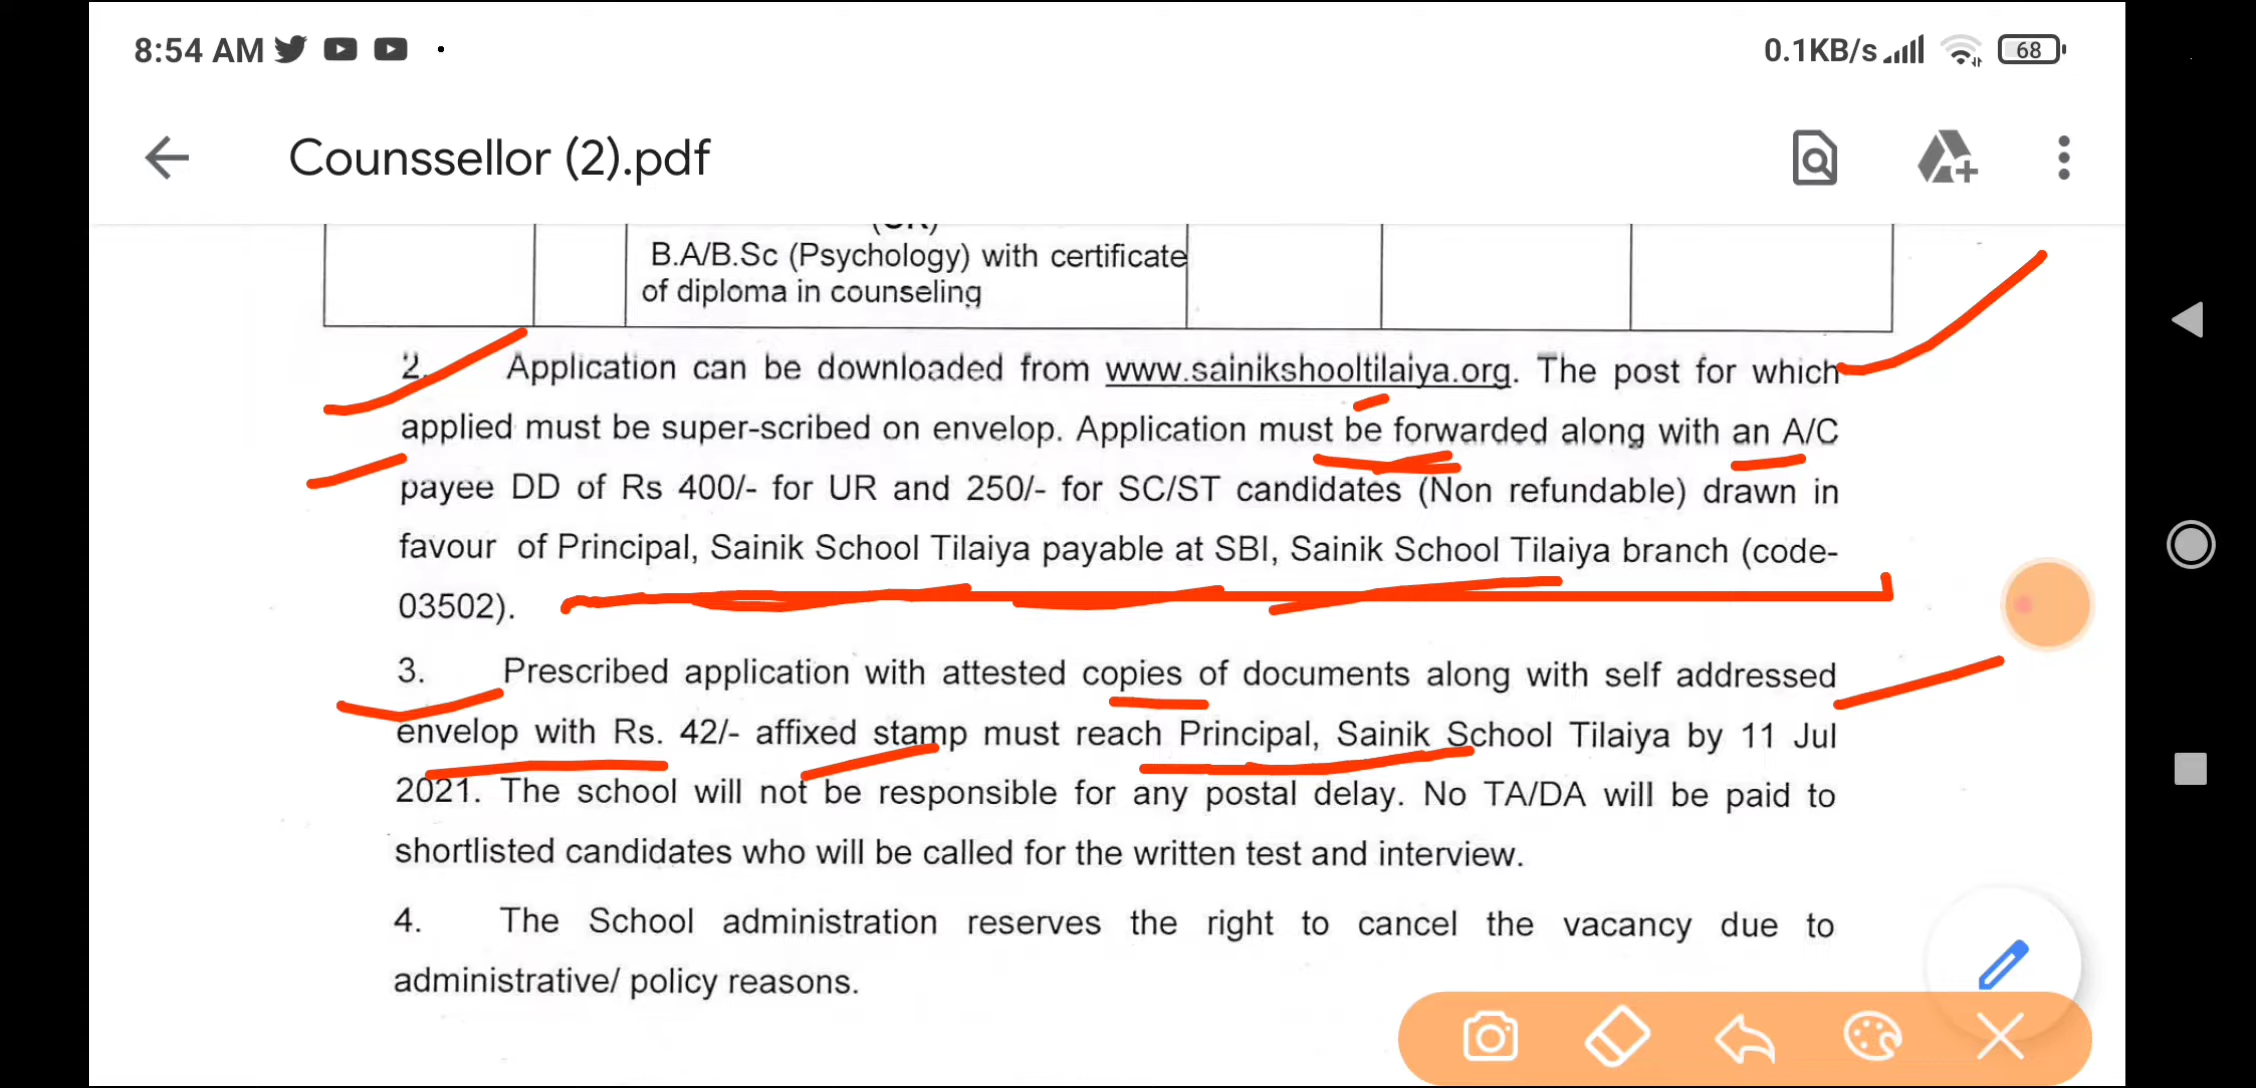 8:54 AM
0.1KB/s
68
Counssellor (2).pdf
B.A/B.Sc (Psychology) with certificate
of diploma in counseling
2. Application can be downloaded from www.sainikshooltilaiya.org. The post for which
applied must be super-scribed on envelop. Application must be forwarded along with an A/C
payee DD of Rs 400/- for UR and 250/- for SC/ST candidates (Non refundable) drawn in
favour of Principal, Sainik School Tilaiya payable at SBI, Sainik School Tilaiya branch (code-
03502).
3. Prescribed application with attested copies of documents along with self addressed
envelop with Rs. 42/- affixed stamp must reach Principal, Sainik School Tilaiya by 11 Jul
2021. The school will not be responsible for any postal delay. No TA/DA will be paid to
shortlisted candidates who will be called for the written test and interview.
4. The School administration reserves the right to cancel the vacancy due to
administrative/ policy reasons.